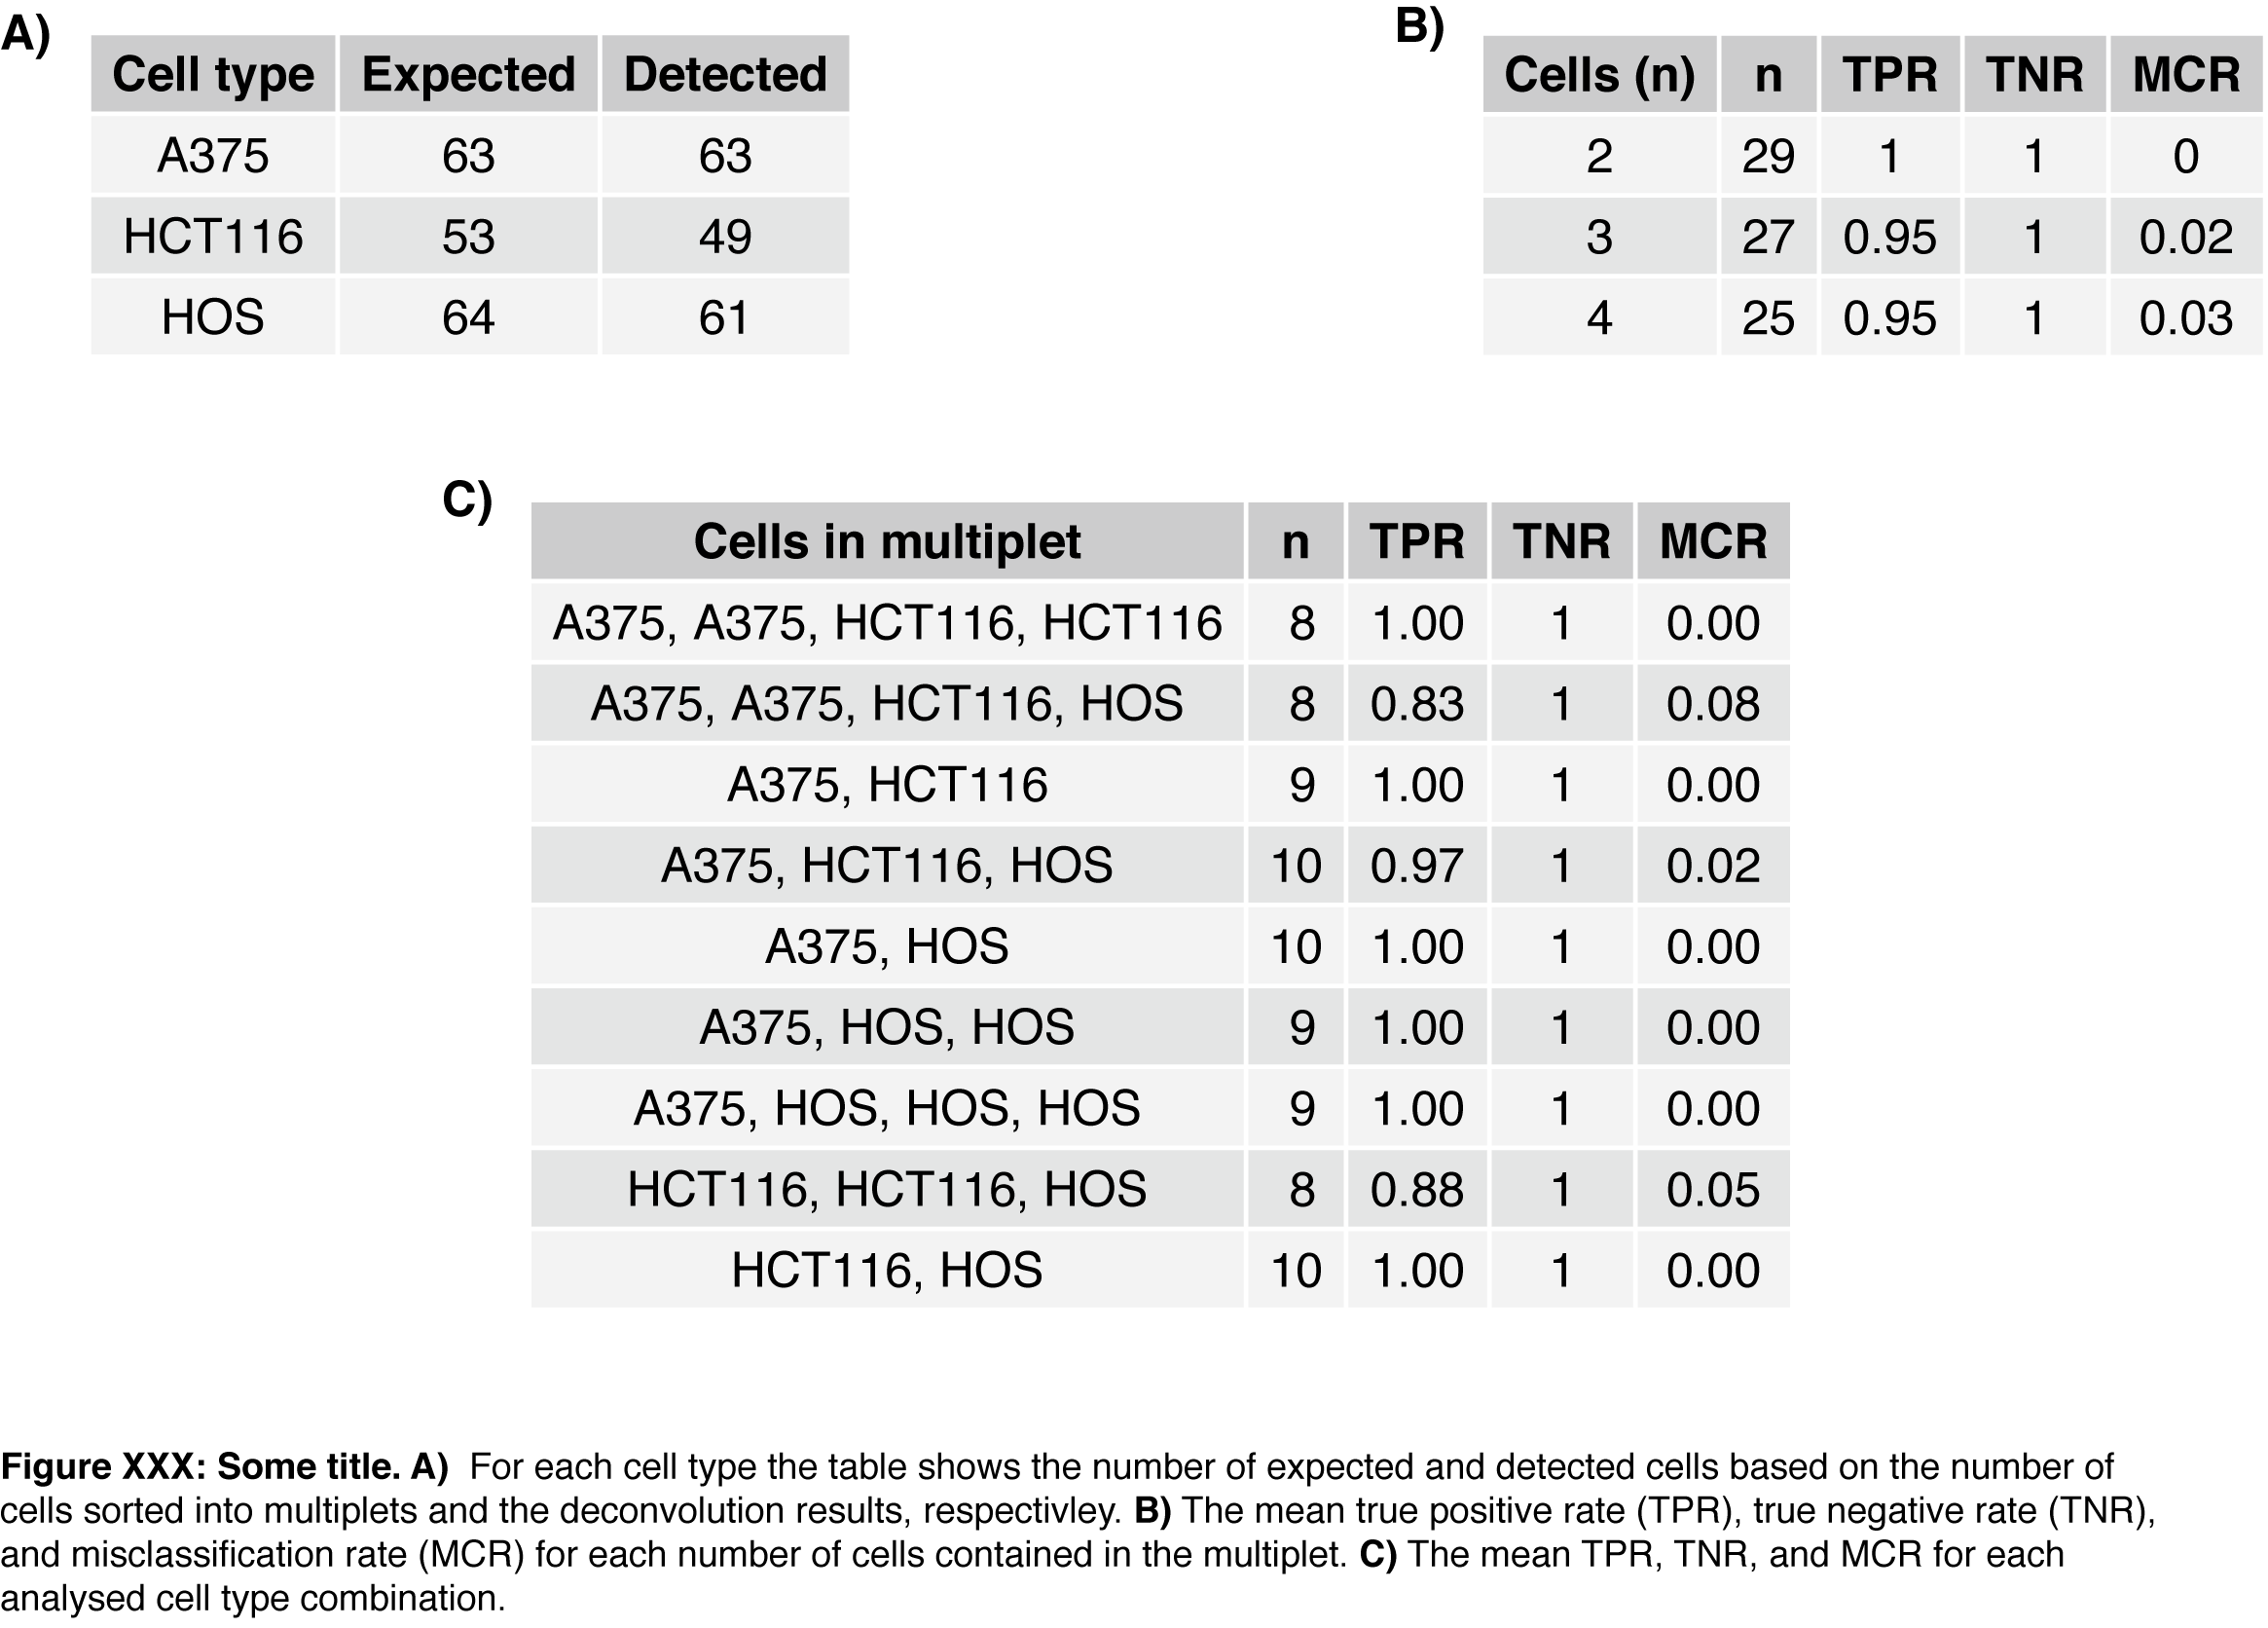 A)
Cell type Expected Detected
A375 63 63
HCT116 53 49
HOS 64 61
B)
Cells (n) n TPR TNR MCR
2 29 1 1 0
3 27 0.95 1 0.02
4 25 0.95 1 0.03
C)
Cells in multiplet n TPR TNR MCR
A375, A375, HCT116, HCT116 8 1.00 1 0.00
A375, A375, HCT116, HOS 8 0.83 1 0.08
A375, HCT116 9 1.00 1 0.00
A375, HCT116, HOS 10 0.97 1 0.02
A375, HOS 10 1.00 1 0.00
A375, HOS, HOS 9 1.00 1 0.00
A375, HOS, HOS, HOS 9 1.00 1 0.00
HCT116, HCT116, HOS 8 0.88 1 0.05
HCT116, HOS 10 1.00 1 0.00
Figure XXX: Some title. A) For each cell type the table shows the number of expected and detected cells based on the number of
cells sorted into multiplets and the deconvolution results, respectivley. B) The mean true positive rate (TPR), true negative rate (TNR),
and misclassification rate (MCR) for each number of cells contained in the multiplet. C) The mean TPR, TNR, and MCR for each
analysed cell type combination.